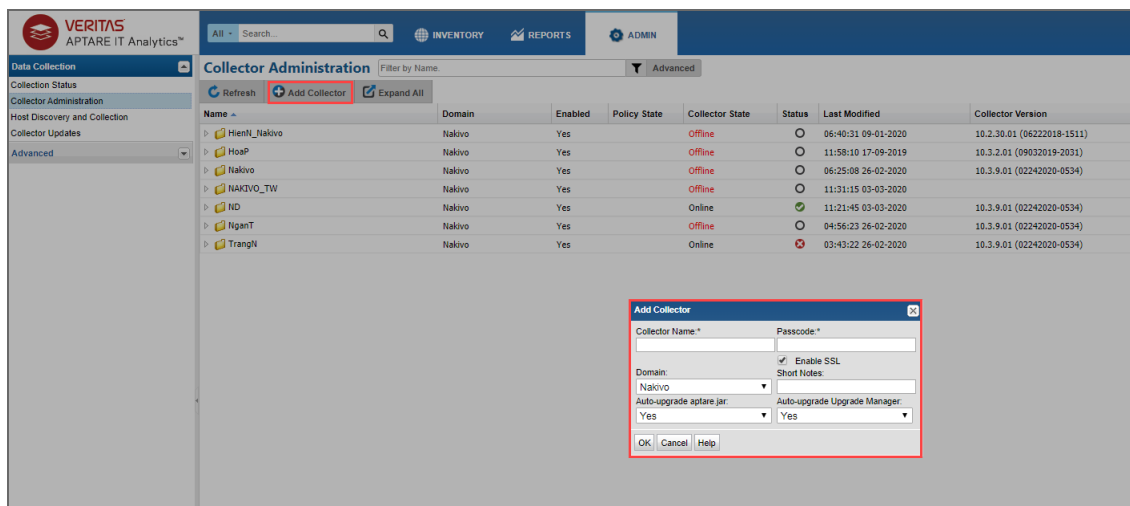 VERITAS
APTARE IT Analytics™
All Search... INVENTORY REPORTS ADMIN
Data Collection
Collection Status
Collector Administration
Host Discovery and Collection
Collector Updates
Advanced
Collector Administration Filter by Name. Advanced
Refresh Add Collector Expand All
Name Domain Enabled Policy State Collector State Status Last Modified Collector Version
HienN_Nakivo Nakivo Yes Offline 06:40:31 09-01-2020 10.2.30.01 (06222018-1511)
HoaP Nakivo Yes Offline 11:58:10 17-09-2019 10.3.2.01 (09032019-2031)
Nakivo Nakivo Yes Offline 06:25:08 26-02-2020 10.3.9.01 (02242020-0534)
NAKIVO_TW Nakivo Yes Offline 11:31:15 03-03-2020
ND Nakivo Yes Online 11:21:45 03-03-2020 10.3.9.01 (02242020-0534)
NganT Nakivo Yes Offline 04:56:23 26-02-2020 10.3.9.01 (02242020-0534)
TrangN Nakivo Yes Online 03:43:22 26-02-2020 10.3.9.01 (02242020-0534)
Add Collector
Collector Name:* Passcode:*
Enable SSL
Domain: Short Notes:
Nakivo
Auto-upgrade aptare.jar: Auto-upgrade Upgrade Manager:
Yes Yes
OK Cancel Help